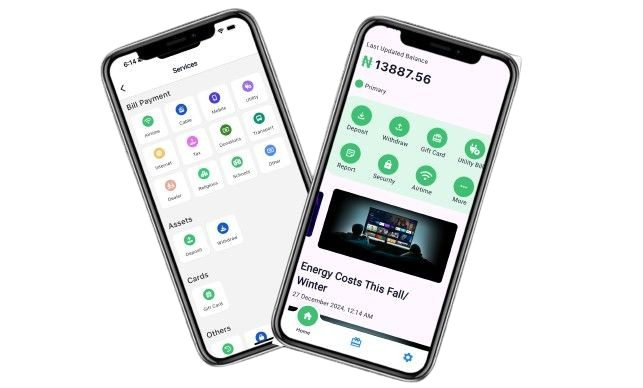 6:14
Services
Bill Payment
Airtime
Cable
Mobile
Utility
Internet
Tax
Donations
Transport
Dealer
Religious
Schools
Other
Assets
Deposit
Withdraw
Cards
Gift Card
Others
Last Updated Balance
₦13887.56
Primary
Deposit
Withdraw
Gift Card
Utility Bill
Report
Security
Airtime
More
Energy Costs This Fall/
Winter
27 December 2024, 12:14 AM
Home